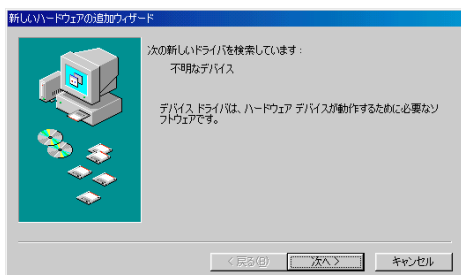 新しいハードウェアの追加ウィザード
次の新しいドライバを検索しています：
不明なデバイス
デバイス ドライバは、ハードウェア デバイスが動作するために必要なソ
フトウェアです。
< 戻る(B)
次へ >
キャンセル